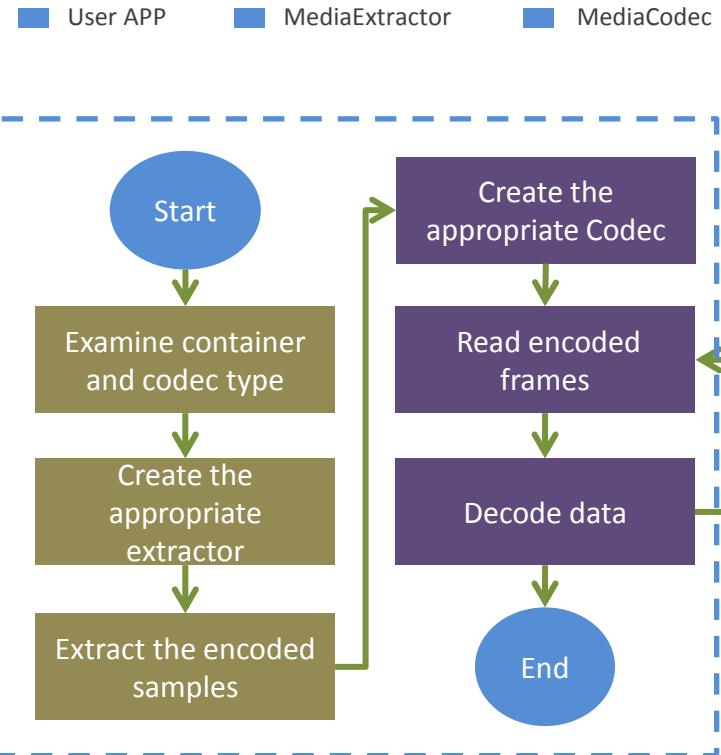 User APP
MediaExtractor
MediaCodec
Start
Examine container
and codec type
Create the
appropriate
extractor
Extract the encoded
samples
Create the
appropriate Codec
Read encoded
frames
Decode data
End